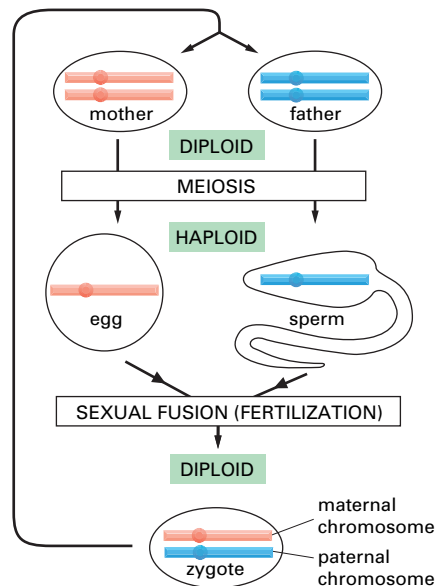 mother
father
DIPLOID
MEIOSIS
HAPLOID
egg
sperm
SEXUAL FUSION (FERTILIZATION)
DIPLOID
maternal
chromosome
paternal
chromosome
zygote